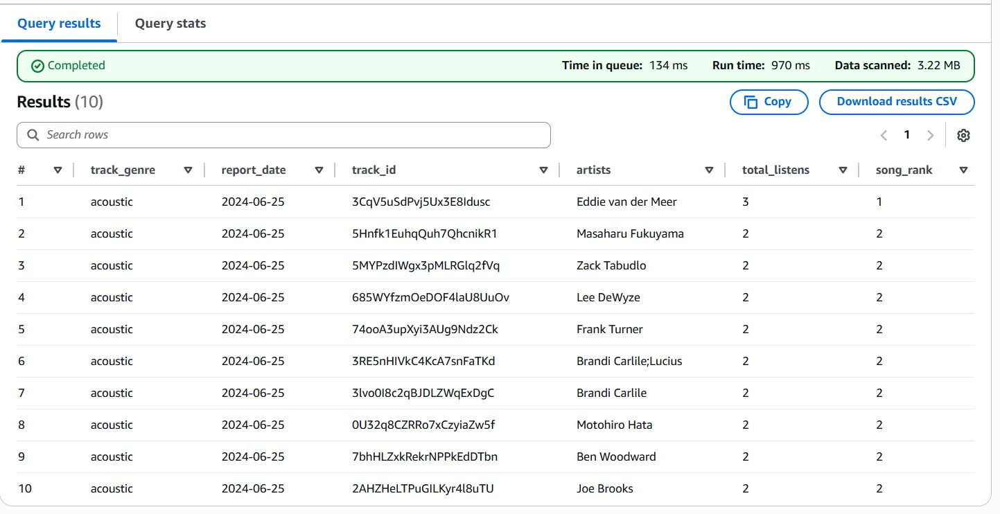 Query results Query stats
Completed Time in queue: 134 ms Run time: 970 ms Data scanned: 3.22 MB
Results (10) Copy Download results CSV
Search rows 1
# track_genre report_date track_id artists total_listens song_rank
1 acoustic 2024-06-25 3CqV5uSdPvj5Ux3E8Idusc Eddie van der Meer 3 1
2 acoustic 2024-06-25 5Hnfk1EuhqQuh7QhcnikR1 Masaharu Fukuyama 2 2
3 acoustic 2024-06-25 5MYPzdIWgx3pMLRGlq2fVq Zack Tabudlo 2 2
4 acoustic 2024-06-25 685WYfzmOeDOF4laU8UuOv Lee DeWyze 2 2
5 acoustic 2024-06-25 74ooA3upXyi3AUg9Ndz2Ck Frank Turner 2 2
6 acoustic 2024-06-25 3RE5nHIVkC4KcA7snFaTKd Brandi Carlile;Lucius 2 2
7 acoustic 2024-06-25 3lvo0I8c2qBJDLZWqExDgC Brandi Carlile 2 2
8 acoustic 2024-06-25 0U32q8CZRRo7xCzyiaZw5f Motohiro Hata 2 2
9 acoustic 2024-06-25 7bhHLZxkRekrNPPkEdDTbn Ben Woodward 2 2
10 acoustic 2024-06-25 2AHZHeLTPuGILKyr4l8uTU Joe Brooks 2 2